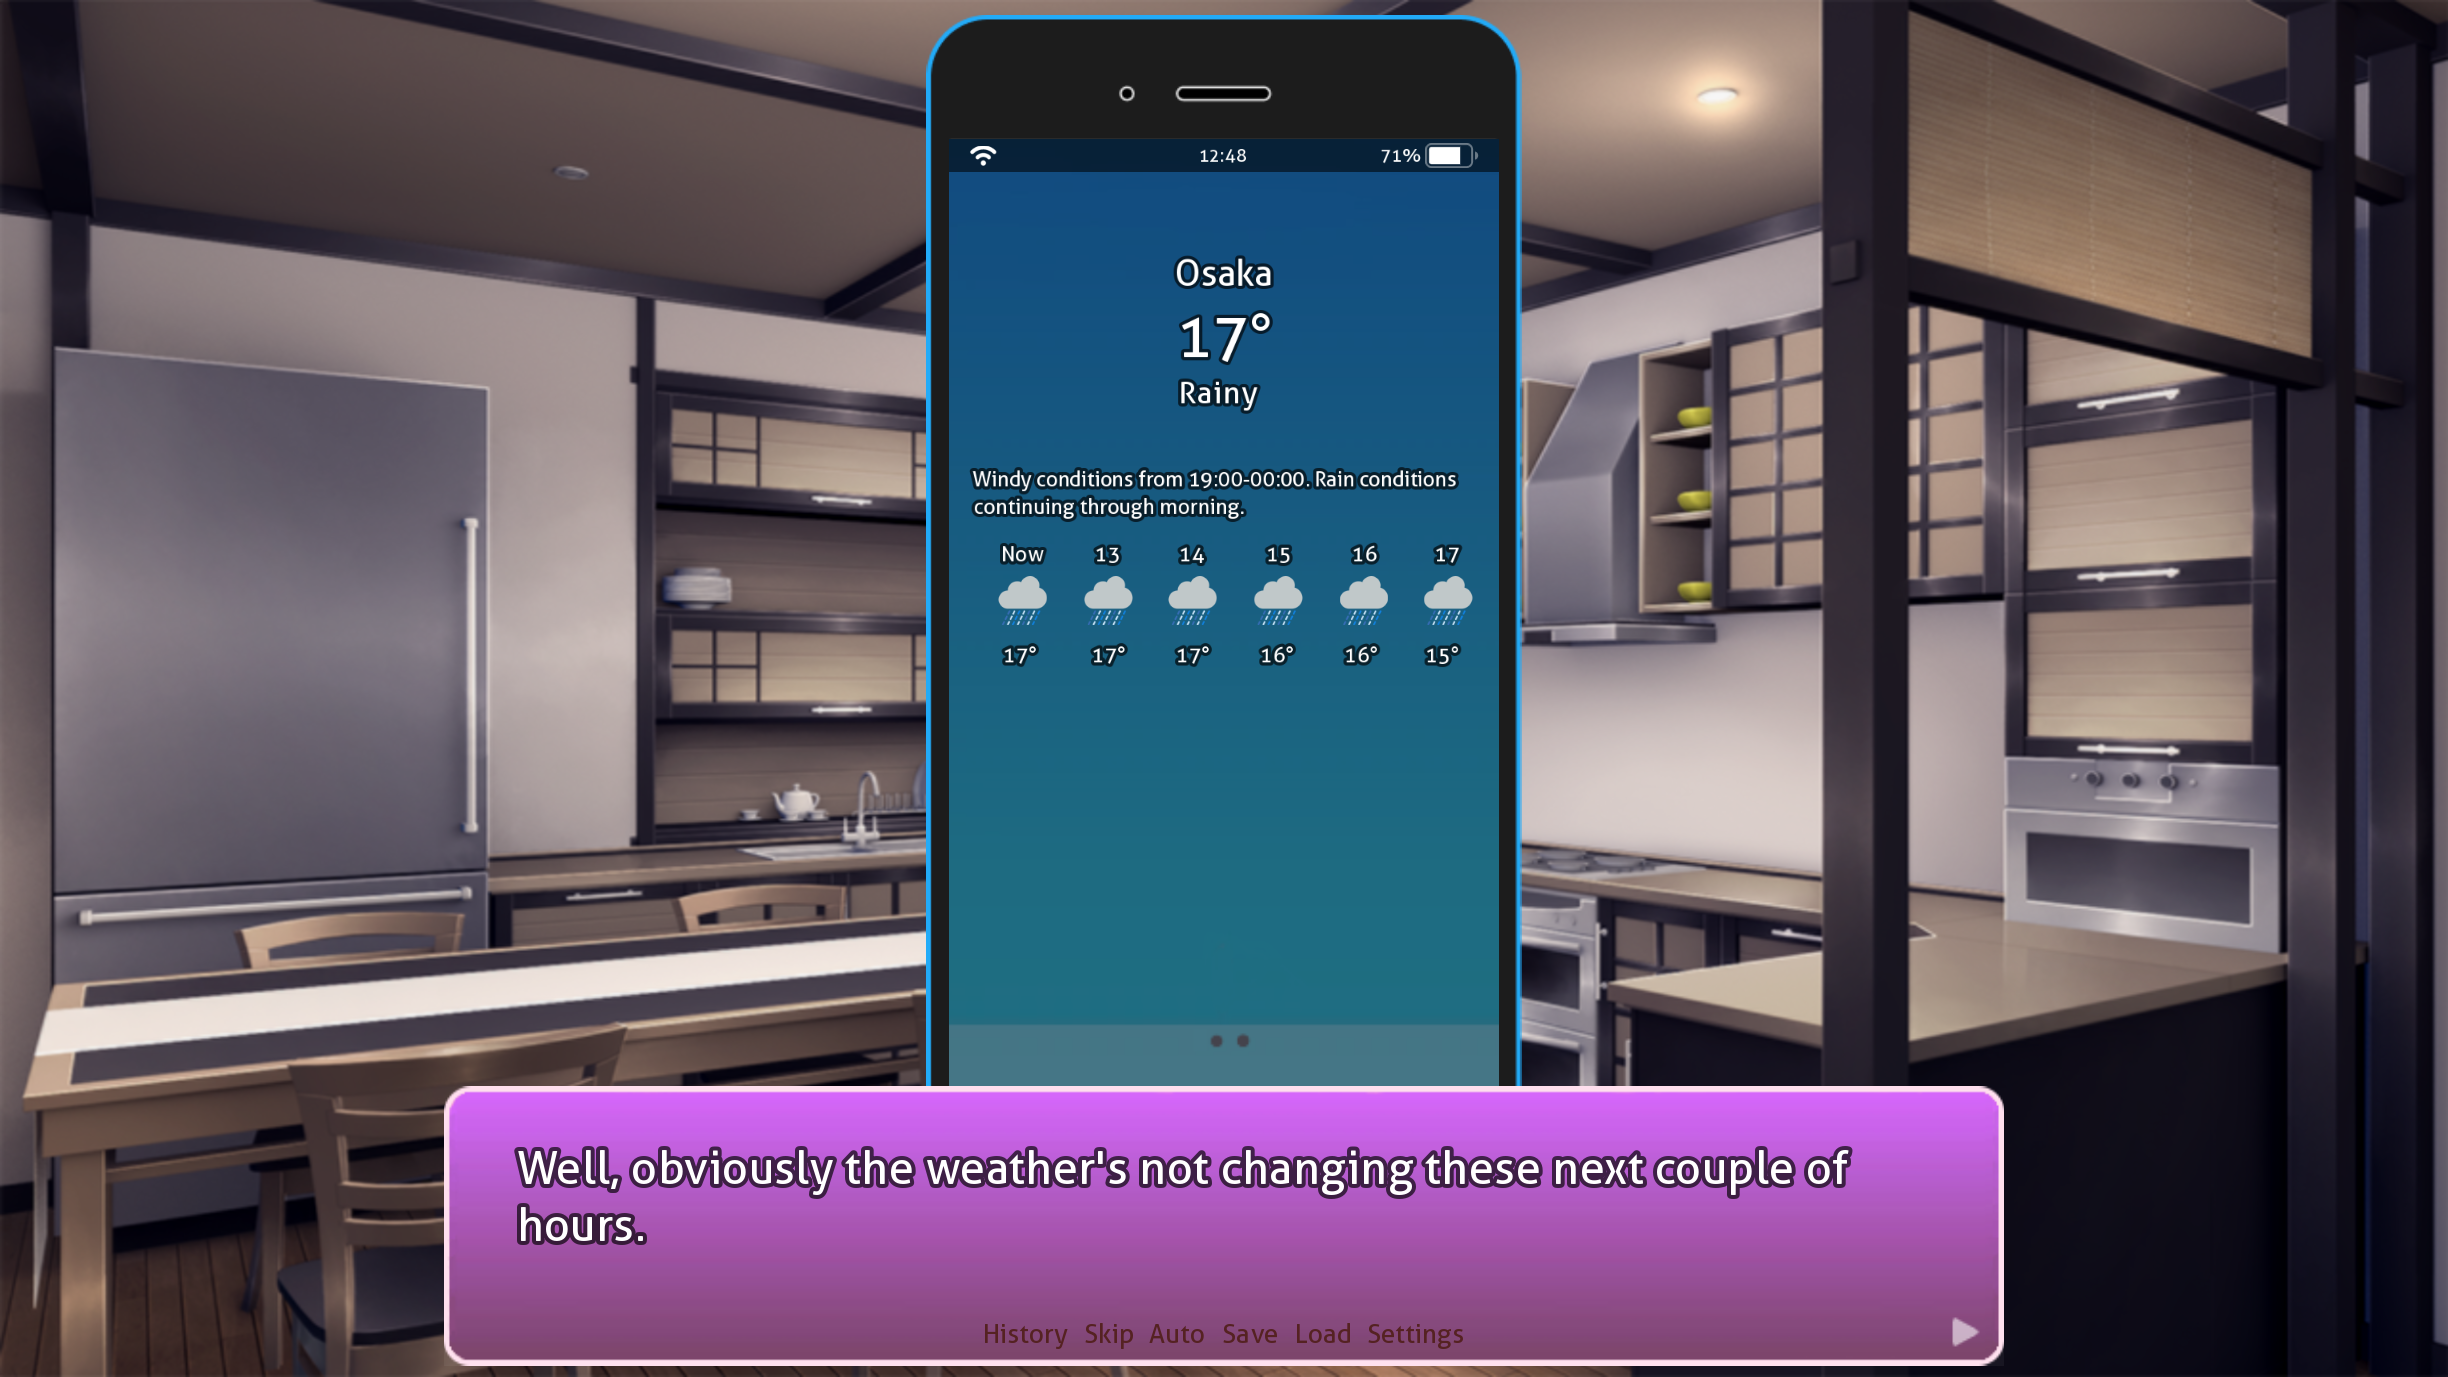 12:48
71%
Osaka
17°
Rainy
Windy conditions from 19:00-00:00. Rain conditions
continuing through morning.
Now 13 14 15 16 17
17° 17° 17° 16° 16° 15°
Well, obviously the weather's not changing these next couple of
hours.
History Skip Auto Save Load Settings